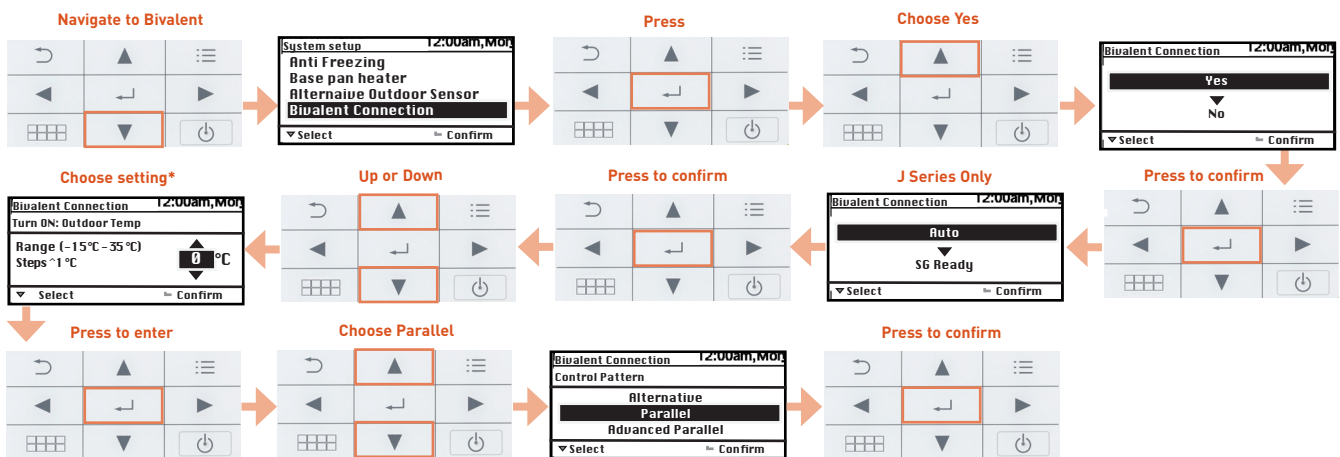 Navigate to Bivalent
Press
Choose Yes
System setup 12:00am,Mon
Anti Freezing
Base pan heater
Alternaive Outdoor Sensor
Bivalent Connection
Select Confirm
Bivalent Connection 12:00am,Mon
Yes
No
Select Confirm
Choose setting*
Up or Down
Press to confirm
J Series Only
Press to confirm
Bivalent Connection 12:00am,Mon
Turn ON: Outdoor Temp
Range (-15°C-35°C)
Steps ^1°C
0 °C
Select Confirm
Bivalent Connection 12:00am,Mon
Auto
SG Ready
Select Confirm
Press to enter
Choose Parallel
Press to confirm
Bivalent Connection 12:00am,Mon
Control Pattern
Alternative
Parallel
Advanced Parallel
Select Confirm